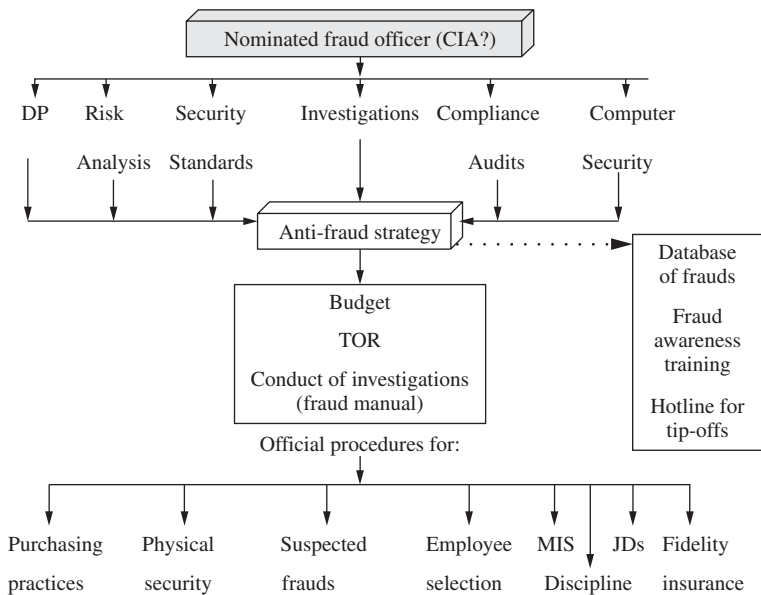 Nominated fraud officer (CIA?)
DP Risk Security Investigations Compliance Computer
Analysis Standards Audits Security
Anti-fraud strategy
Database
of frauds
Fraud
awareness
training
Hotline for
tip-offs
Budget
TOR
Conduct of investigations
(fraud manual)
Official procedures for:
Purchasing Physical Suspected Employee MIS JDs Fidelity
practices security frauds selection Discipline insurance